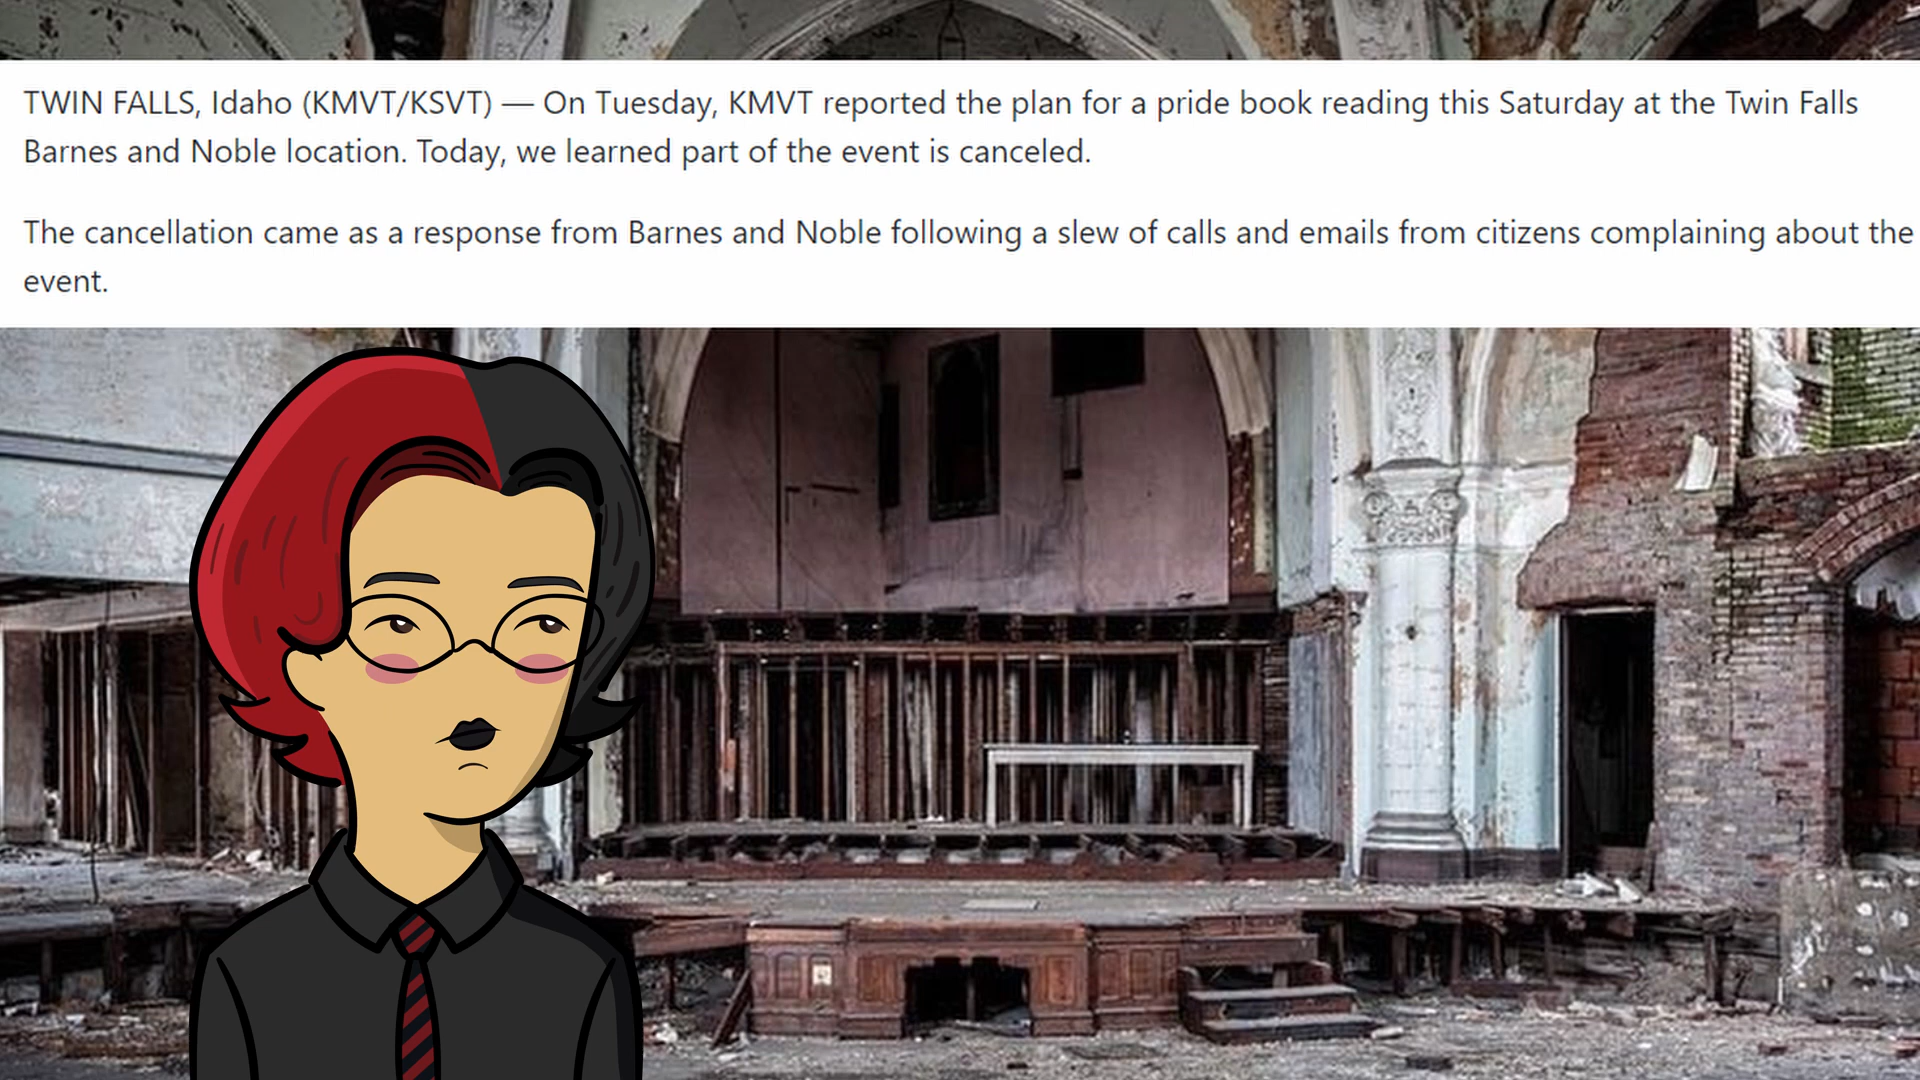 TWIN FALLS, Idaho (KMVT/KSVT) — On Tuesday, KMVT reported the plan for a pride book reading this Saturday at the Twin Falls
Barnes and Noble location. Today, we learned part of the event is canceled.
The cancellation came as a response from Barnes and Noble following a slew of calls and emails from citizens complaining about the
event.